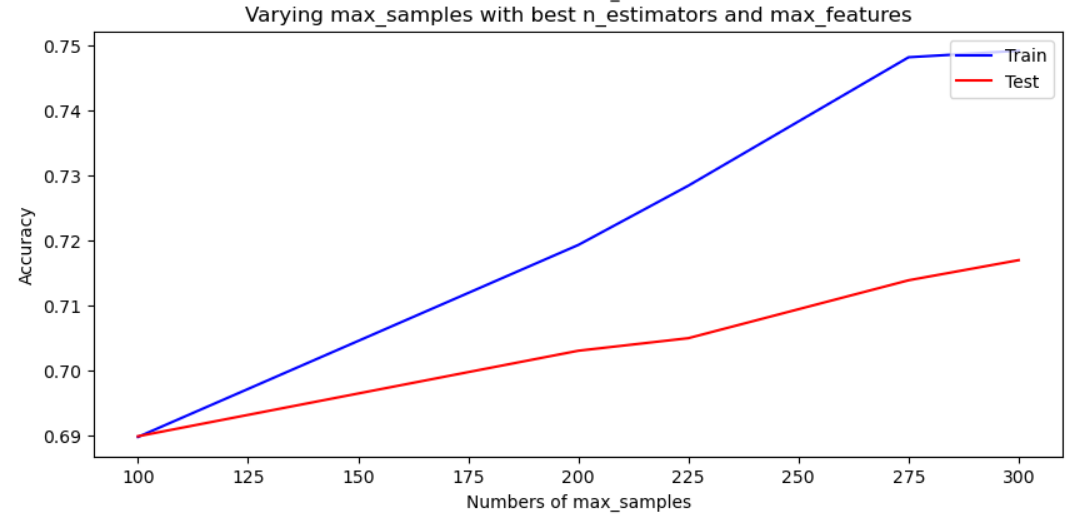 Varying max_samples with best n_estimators and max_features
0.75
0.74
0.73
0.72
0.71
0.70
0.69
Accuracy
Train
Test
100 125 150 175 200 225 250 275 300
Numbers of max_samples